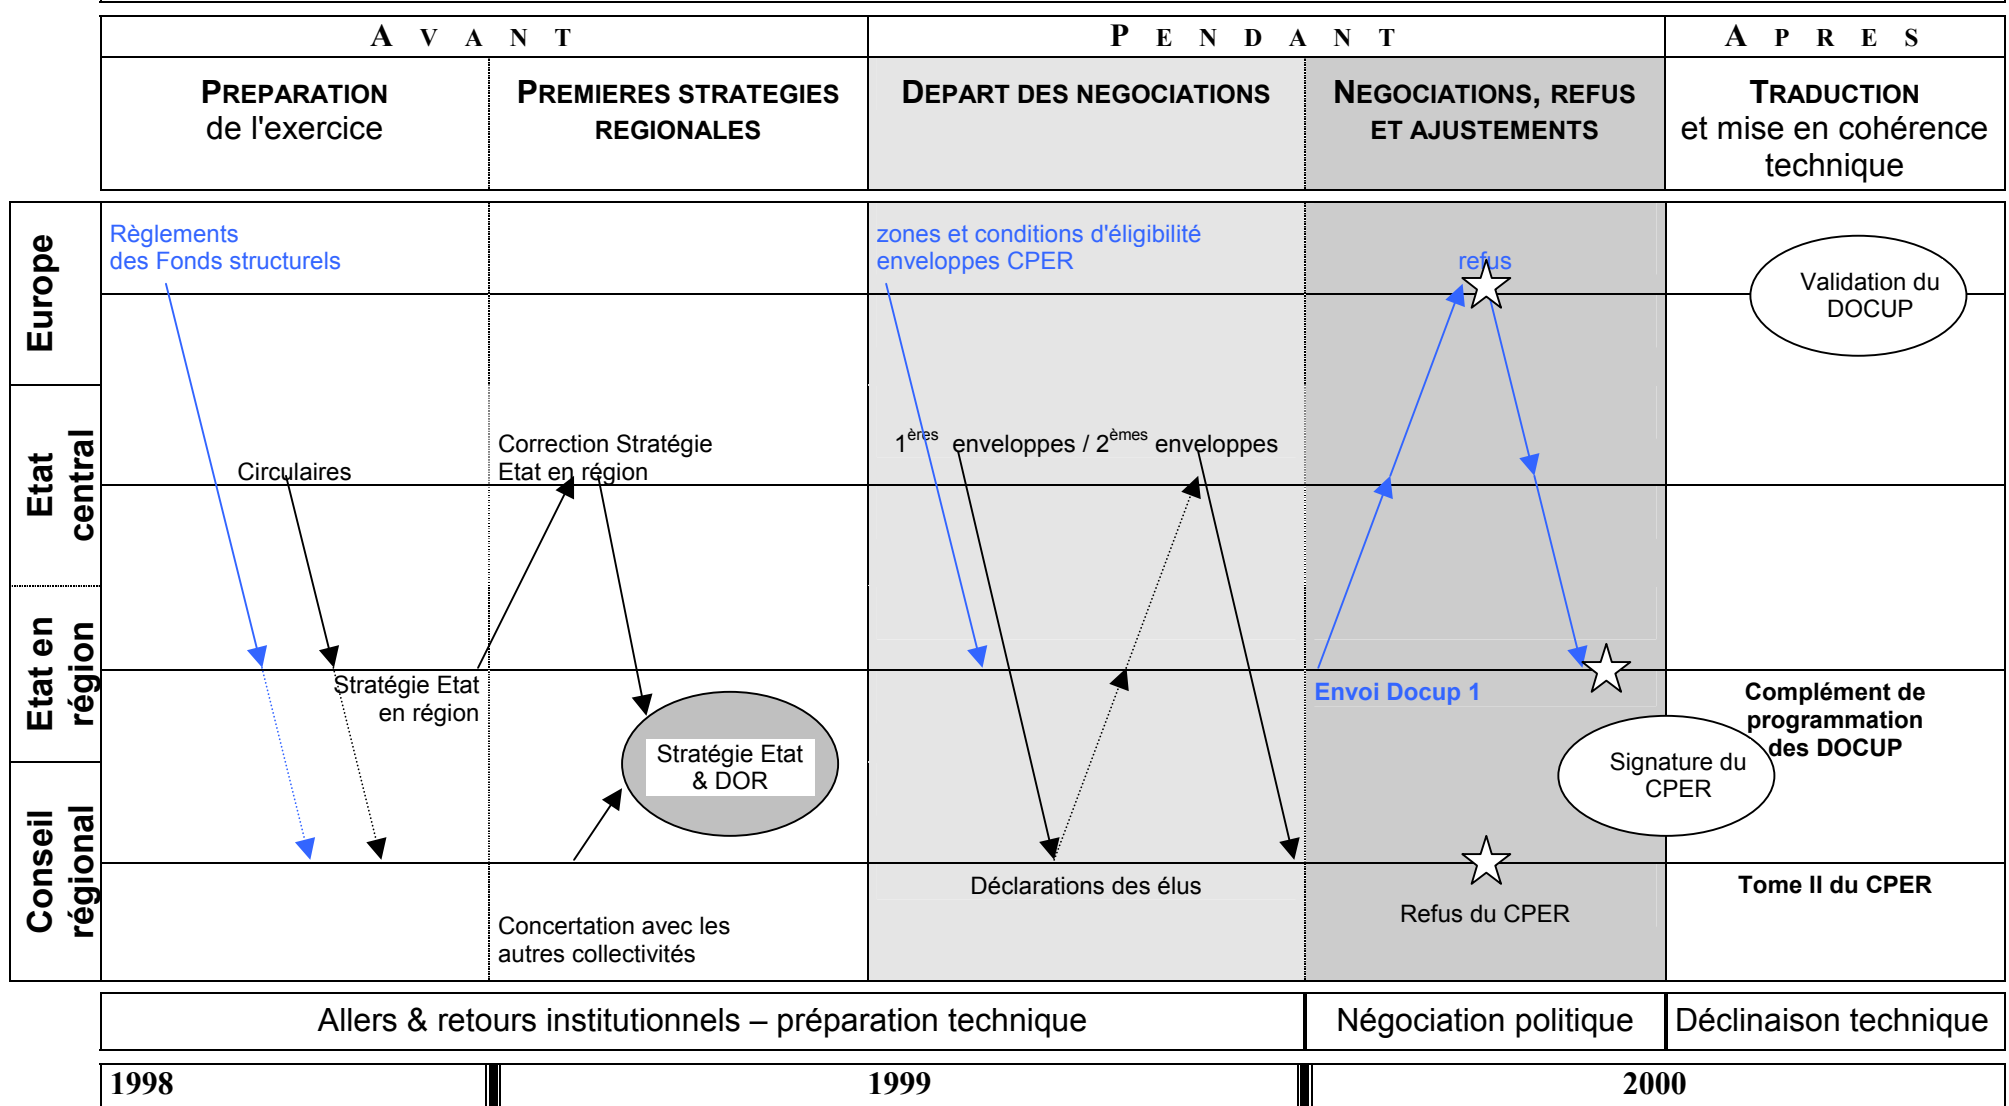 A V A N T
P E N D A N T
A P R E S
PREPARATION
de l'exercice
PREMIERES STRATEGIES
REGIONALES
DEPART DES NEGOCIATIONS
NEGOCIATIONS, REFUS
ET AJUSTEMENTS
TRADUCTION
et mise en cohérence
technique
Europe
Règlements
des Fonds structurels
zones et conditions d'éligibilité
enveloppes CPER
refus
Validation du
DOCUP
Etat
central
Circulaires
Correction Stratégie
Etat en région
1ères enveloppes / 2èmes enveloppes
Etat en
région
Stratégie Etat
en région
Stratégie Etat
& DOR
Envoi Docup 1
Complément de
programmation
des DOCUP
Signature du
CPER
Conseil
régional
Concertation avec les
autres collectivités
Déclarations des élus
Refus du CPER
Tome II du CPER
Allers & retours institutionnels – préparation technique
Négociation politique
Déclinaison technique
1998
1999
2000